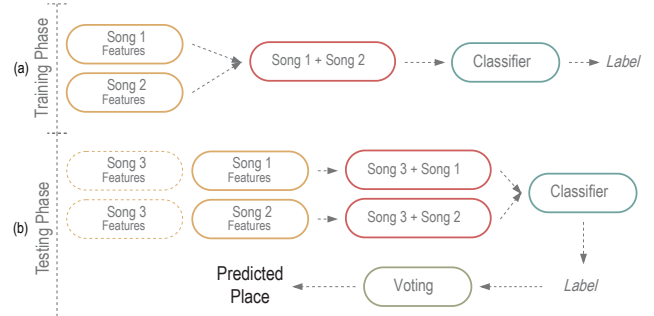 Training Phase
(a)
Song 1
Features
Song 2
Features
Song 1 + Song 2
Classifier
Label
Testing Phase
(b)
Song 3
Features
Song 1
Features
Song 3 + Song 1
Song 3
Features
Song 2
Features
Song 3 + Song 2
Classifier
Label
Voting
Predicted
Place